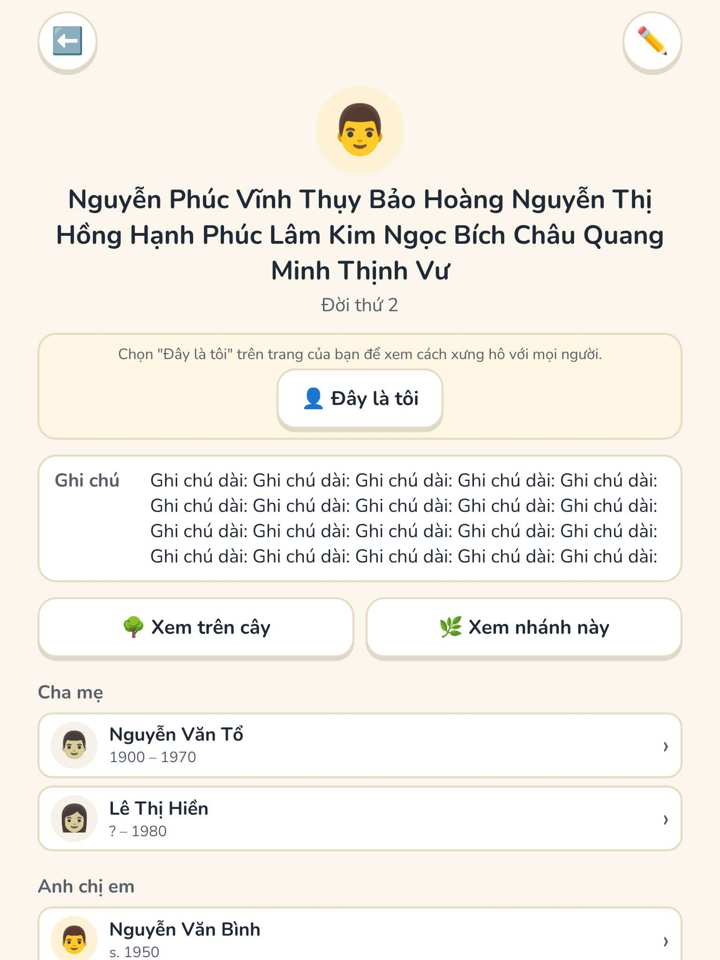 Nguyễn Phúc Vĩnh Thụy Bảo Hoàng Nguyễn Thị
Hồng Hạnh Phúc Lâm Kim Ngọc Bích Châu Quang
Minh Thịnh Vư
Đời thứ 2
Chọn "Đây là tôi" trên trang của bạn để xem cách xưng hô với mọi người.
Đây là tôi
Ghi chú
Ghi chú dài: Ghi chú dài: Ghi chú dài: Ghi chú dài: Ghi chú dài:
Ghi chú dài: Ghi chú dài: Ghi chú dài: Ghi chú dài: Ghi chú dài:
Ghi chú dài: Ghi chú dài: Ghi chú dài: Ghi chú dài: Ghi chú dài:
Ghi chú dài: Ghi chú dài: Ghi chú dài: Ghi chú dài: Ghi chú dài:
Xem trên cây
Xem nhánh này
Cha mẹ
Nguyễn Văn Tổ
1900 – 1970
Lê Thị Hiền
? – 1980
Anh chị em
Nguyễn Văn Bình
s. 1950